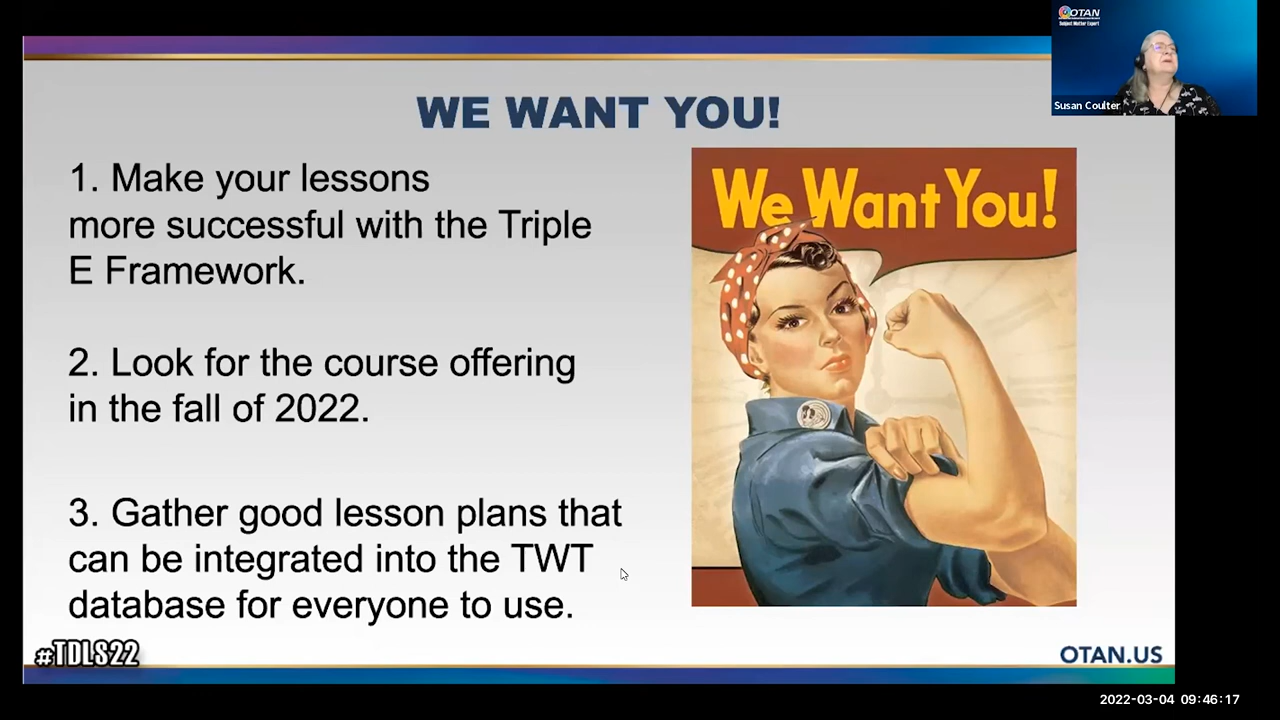 OTAN
Subject Matter Expert
Susan Coulter
WE WANT YOU!
1. Make your lessons
more successful with the Triple
E Framework.
2. Look for the course offering
in the fall of 2022.
3. Gather good lesson plans that
can be integrated into the TWT
database for everyone to use.
We Want You!
#TDLS22
OTAN.US
2022-03-04 09:46:17